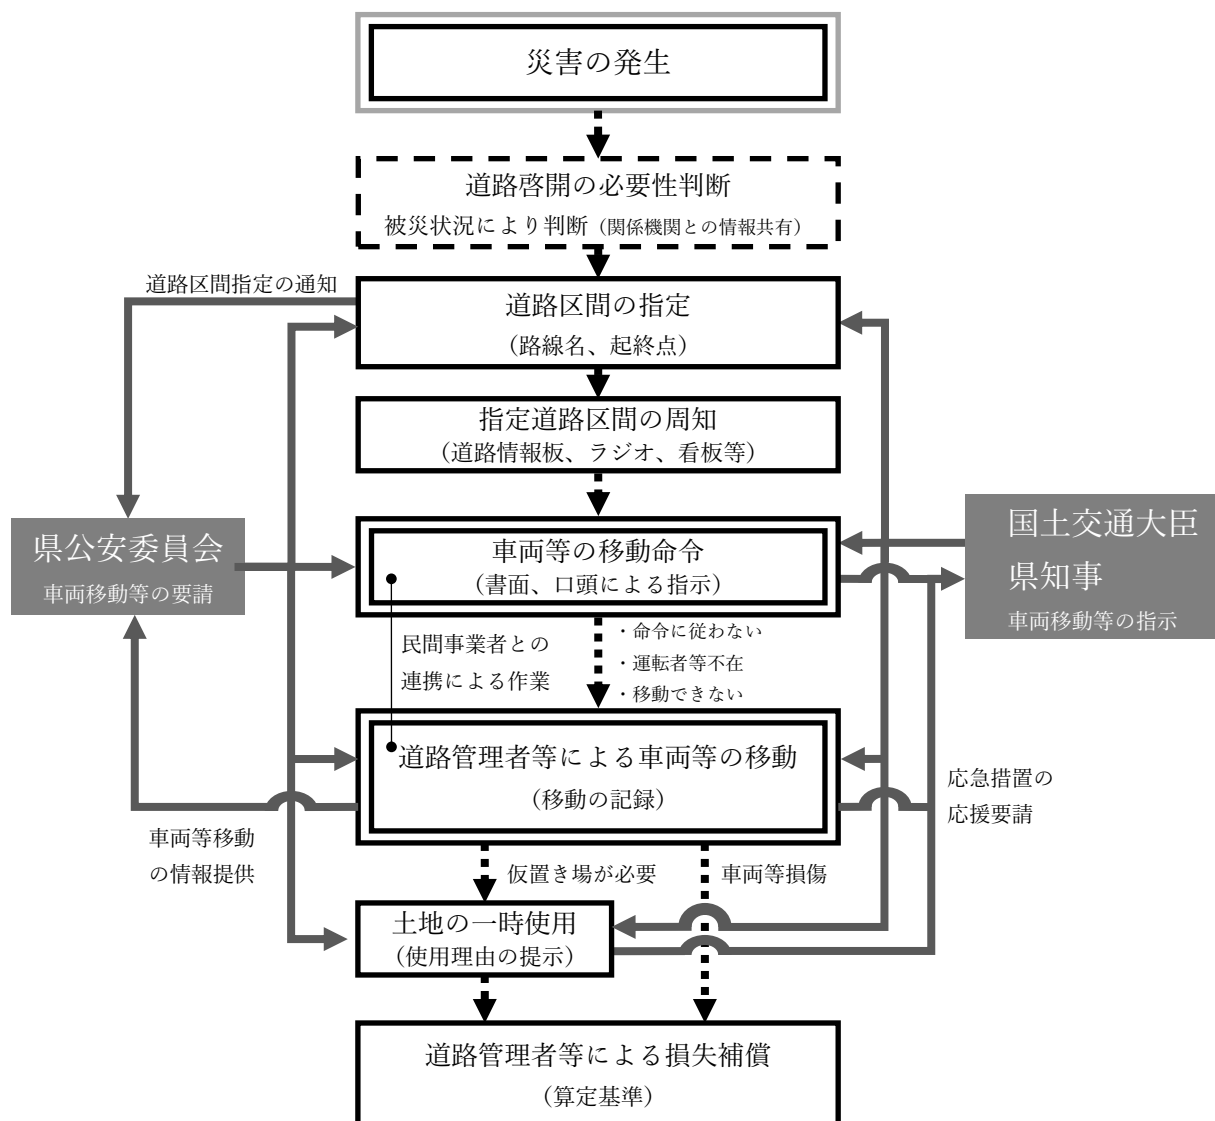 災害の発生
道路啓開の必要性判断
被災状況により判断（関係機関との情報共有）
道路区間指定の通知
道路区間の指定
（路線名、起終点）
指定道路区間の周知
（道路情報板、ラジオ、看板等）
県公安委員会
車両移動等の要請
車両等の移動命令
（書面、口頭による指示）
国土交通大臣
県知事
車両移動等の指示
民間事業者との
連携による作業
・命令に従わない
・運転者等不在
・移動できない
道路管理者等による車両等の移動
（移動の記録）
応急措置の
応援要請
車両等移動
の情報提供
仮置き場が必要
車両等損傷
土地の一時使用
（使用理由の提示）
道路管理者等による損失補償
（算定基準）